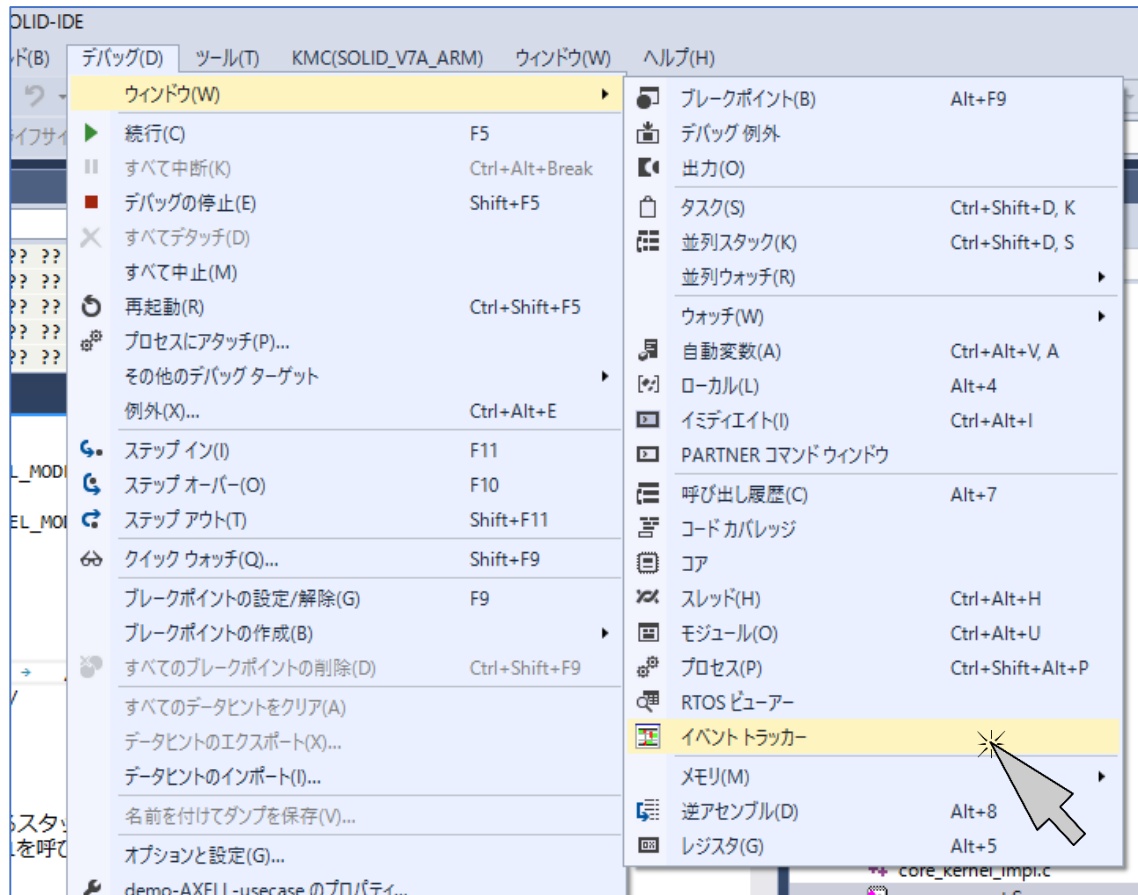 OLID-IDE
ド(B) デバッグ(D) ツール(T) KMC(SOLID_V7A_ARM) ウィンドウ(W) ヘルプ(H)
ウィンドウ(W)
続行(C) F5
すべて中断(K) Ctrl+Alt+Break
デバッグの停止(E) Shift+F5
すべてデタッチ(D)
すべて中止(M)
再起動(R) Ctrl+Shift+F5
プロセスにアタッチ(P)...
その他のデバッグ ターゲット
例外(X)... Ctrl+Alt+E
ステップ イン(I) F11
ステップ オーバー(O) F10
ステップ アウト(T) Shift+F11
クイック ウォッチ(Q)... Shift+F9
ブレークポイントの設定/解除(G) F9
ブレークポイントの作成(B)
すべてのブレークポイントの削除(D) Ctrl+Shift+F9
すべてのデータヒントをクリア(A)
データヒントのエクスポート(X)...
データヒントのインポート(I)...
名前を付けてダンプを保存(V)...
オプションと設定(G)...
demo-AXELL-usecase のプロパティ...
ブレークポイント(B) Alt+F9
デバッグ 例外
出力(O)
タスク(S) Ctrl+Shift+D, K
並列スタック(K) Ctrl+Shift+D, S
並列ウォッチ(R)
ウォッチ(W)
自動変数(A) Ctrl+Alt+V, A
ローカル(L) Alt+4
イミディエイト(I) Ctrl+Alt+I
PARTNER コマンド ウィンドウ
呼び出し履歴(C) Alt+7
コード カバレッジ
コア
スレッド(H) Ctrl+Alt+H
モジュール(O) Ctrl+Alt+U
プロセス(P) Ctrl+Shift+Alt+P
RTOS ビューアー
イベント トラッカー
メモリ(M)
逆アセンブル(D) Alt+8
レジスタ(G) Alt+5
イフサイ
?? ??
?? ??
?? ??
?? ??
?? ??
L_MODE
EL_MOD
るスタッ
を呼び
core_kernel_impl.c